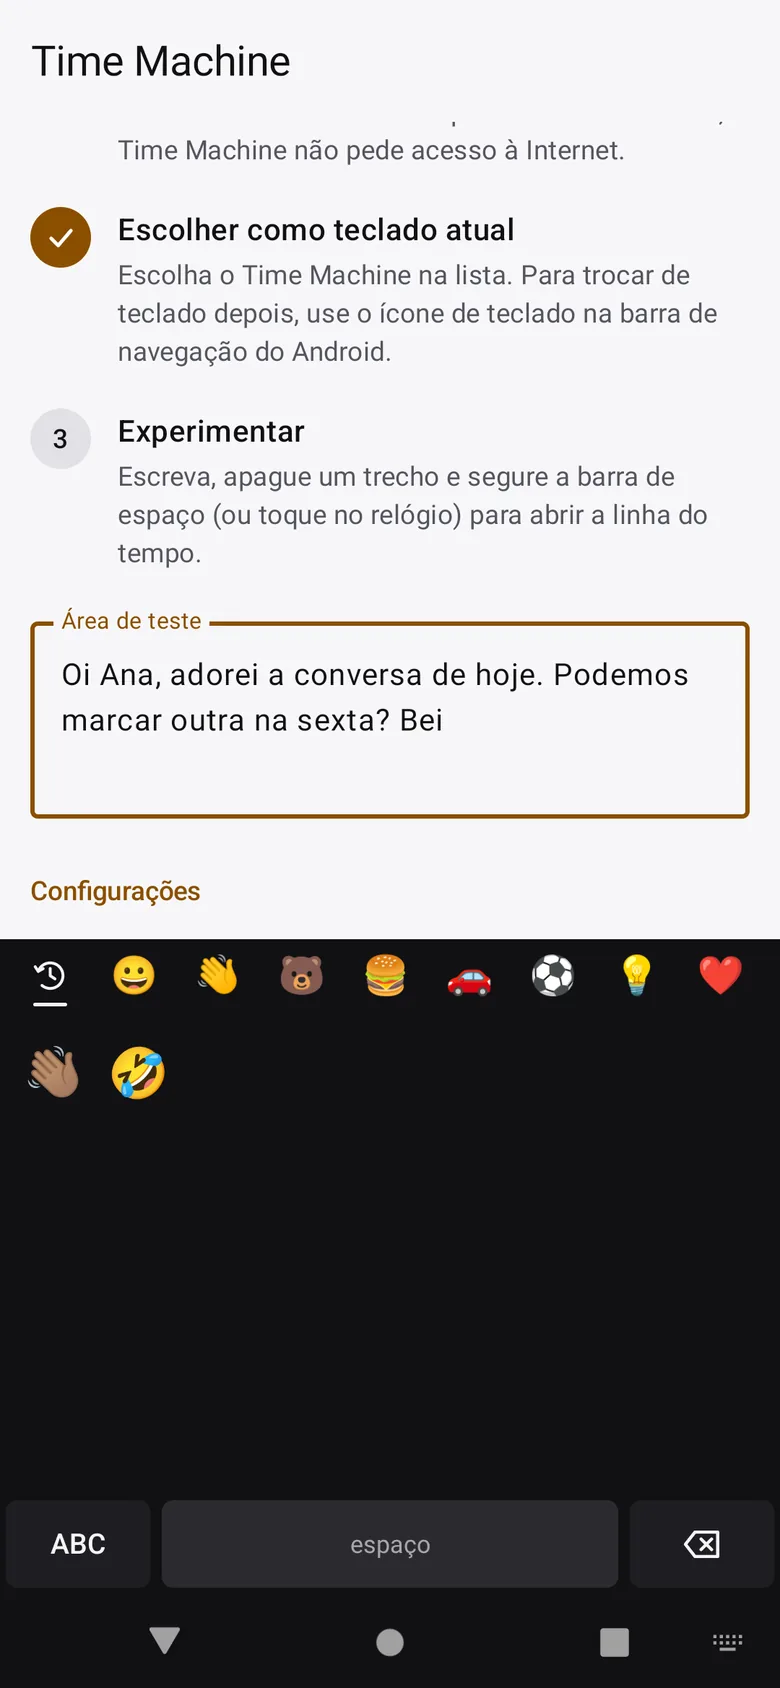 Time Machine
Time Machine não pede acesso à Internet.
Escolher como teclado atual
Escolha o Time Machine na lista. Para trocar de
teclado depois, use o ícone de teclado na barra de
navegação do Android.
3
Experimentar
Escreva, apague um trecho e segure a barra de
espaço (ou toque no relógio) para abrir a linha do
tempo.
Área de teste
Oi Ana, adorei a conversa de hoje. Podemos
marcar outra na sexta? Bei
Configurações
ABC
espaço